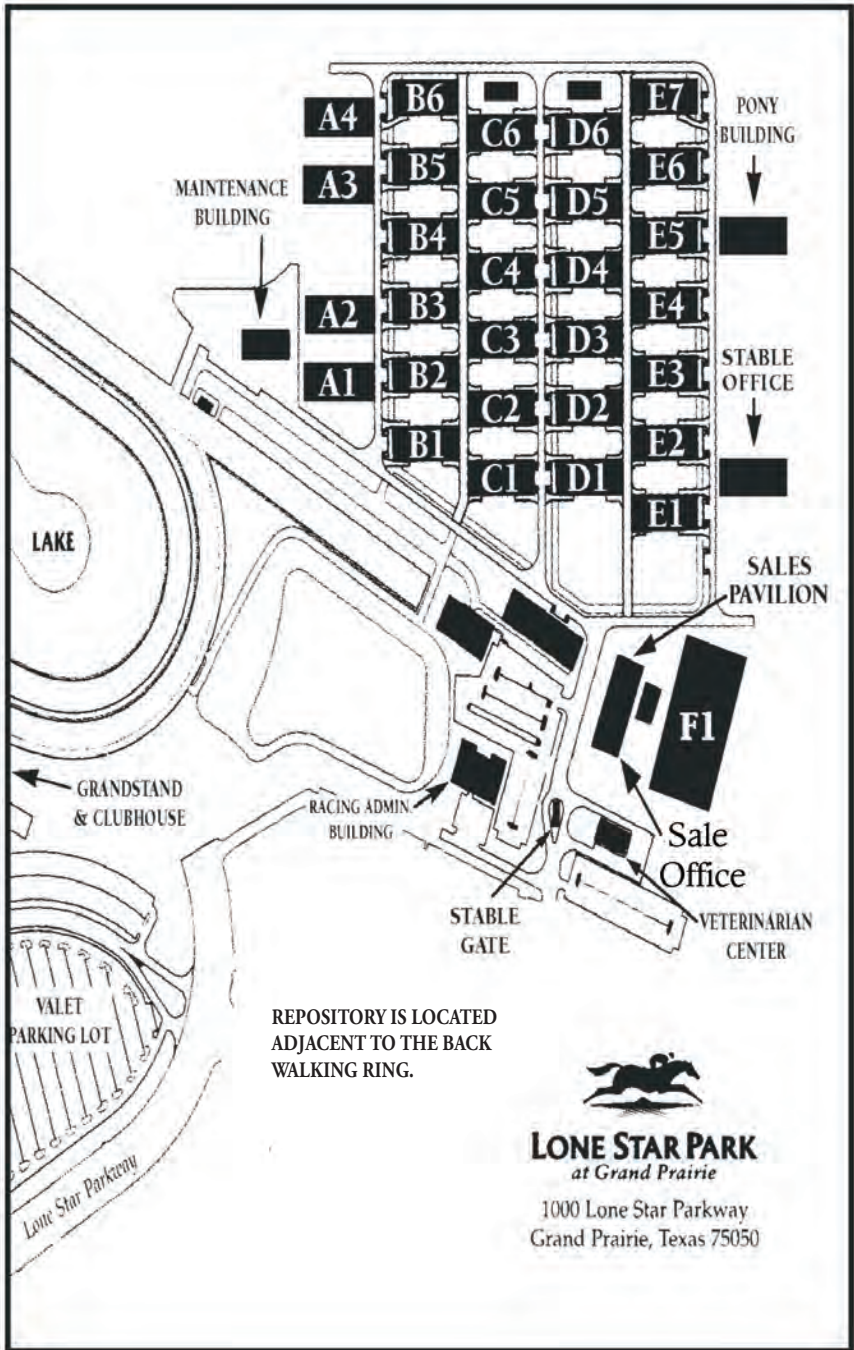 B6
E7
A4
PONY
BUILDING
C6
D6
B5
E6
MAINTENANCE
BUILDING
A3
C5
D5
B4
E5
C4
D4
A2
B3
E4
C3
D3
STABLE
OFFICE
A1
B2
E3
C2
D2
B1
E2
C1
D1
E1
LAKE
SALES
PAVILION
F1
GRANDSTAND
& CLUBHOUSE
RACING ADMIN.
BUILDING
Sale
Office
STABLE
GATE
VETERINARIAN
CENTER
VALET
PARKING LOT
REPOSITORY IS LOCATED
ADJACENT TO THE BACK
WALKING RING.
Lone Star Parkway
LONE STAR PARK
at Grand Prairie
1000 Lone Star Parkway
Grand Prairie, Texas 75050